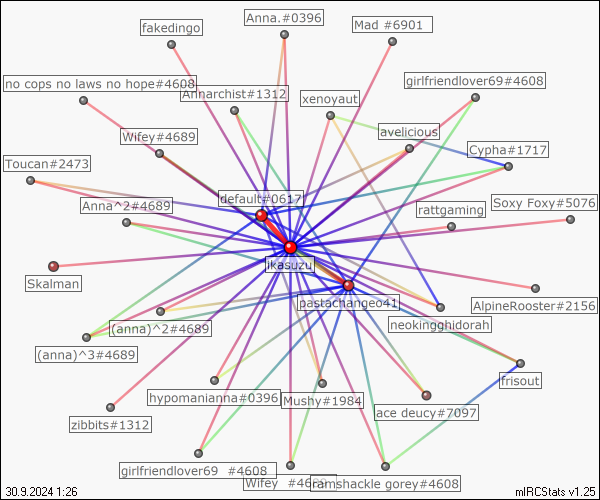 Anna.#0396
Mad #6901
fakedingo
no cops no laws no hope#4608
girlfriendlover69#4608
Annarchist#1312
xenoyaut
Wifey#4689
avelicious
Cypha#1717
Toucan#2473
default#0617
Anna^2#4689
rattgaming
Soxy Foxy#5076
jkasuzu
Skalman
pastachangeo41
AlpineRooster#2156
(anna)^2#4689
neokingghidorah
(anna)^3#4689
frisout
hypomanianna#0396
Mushy#1984
ace deucy#7097
zibbits#1312
girlfriendlover69 #4608
Wifey #4689
ramshackle gorey#4608
30.9.2024 1:26
mIRCStats v1.25